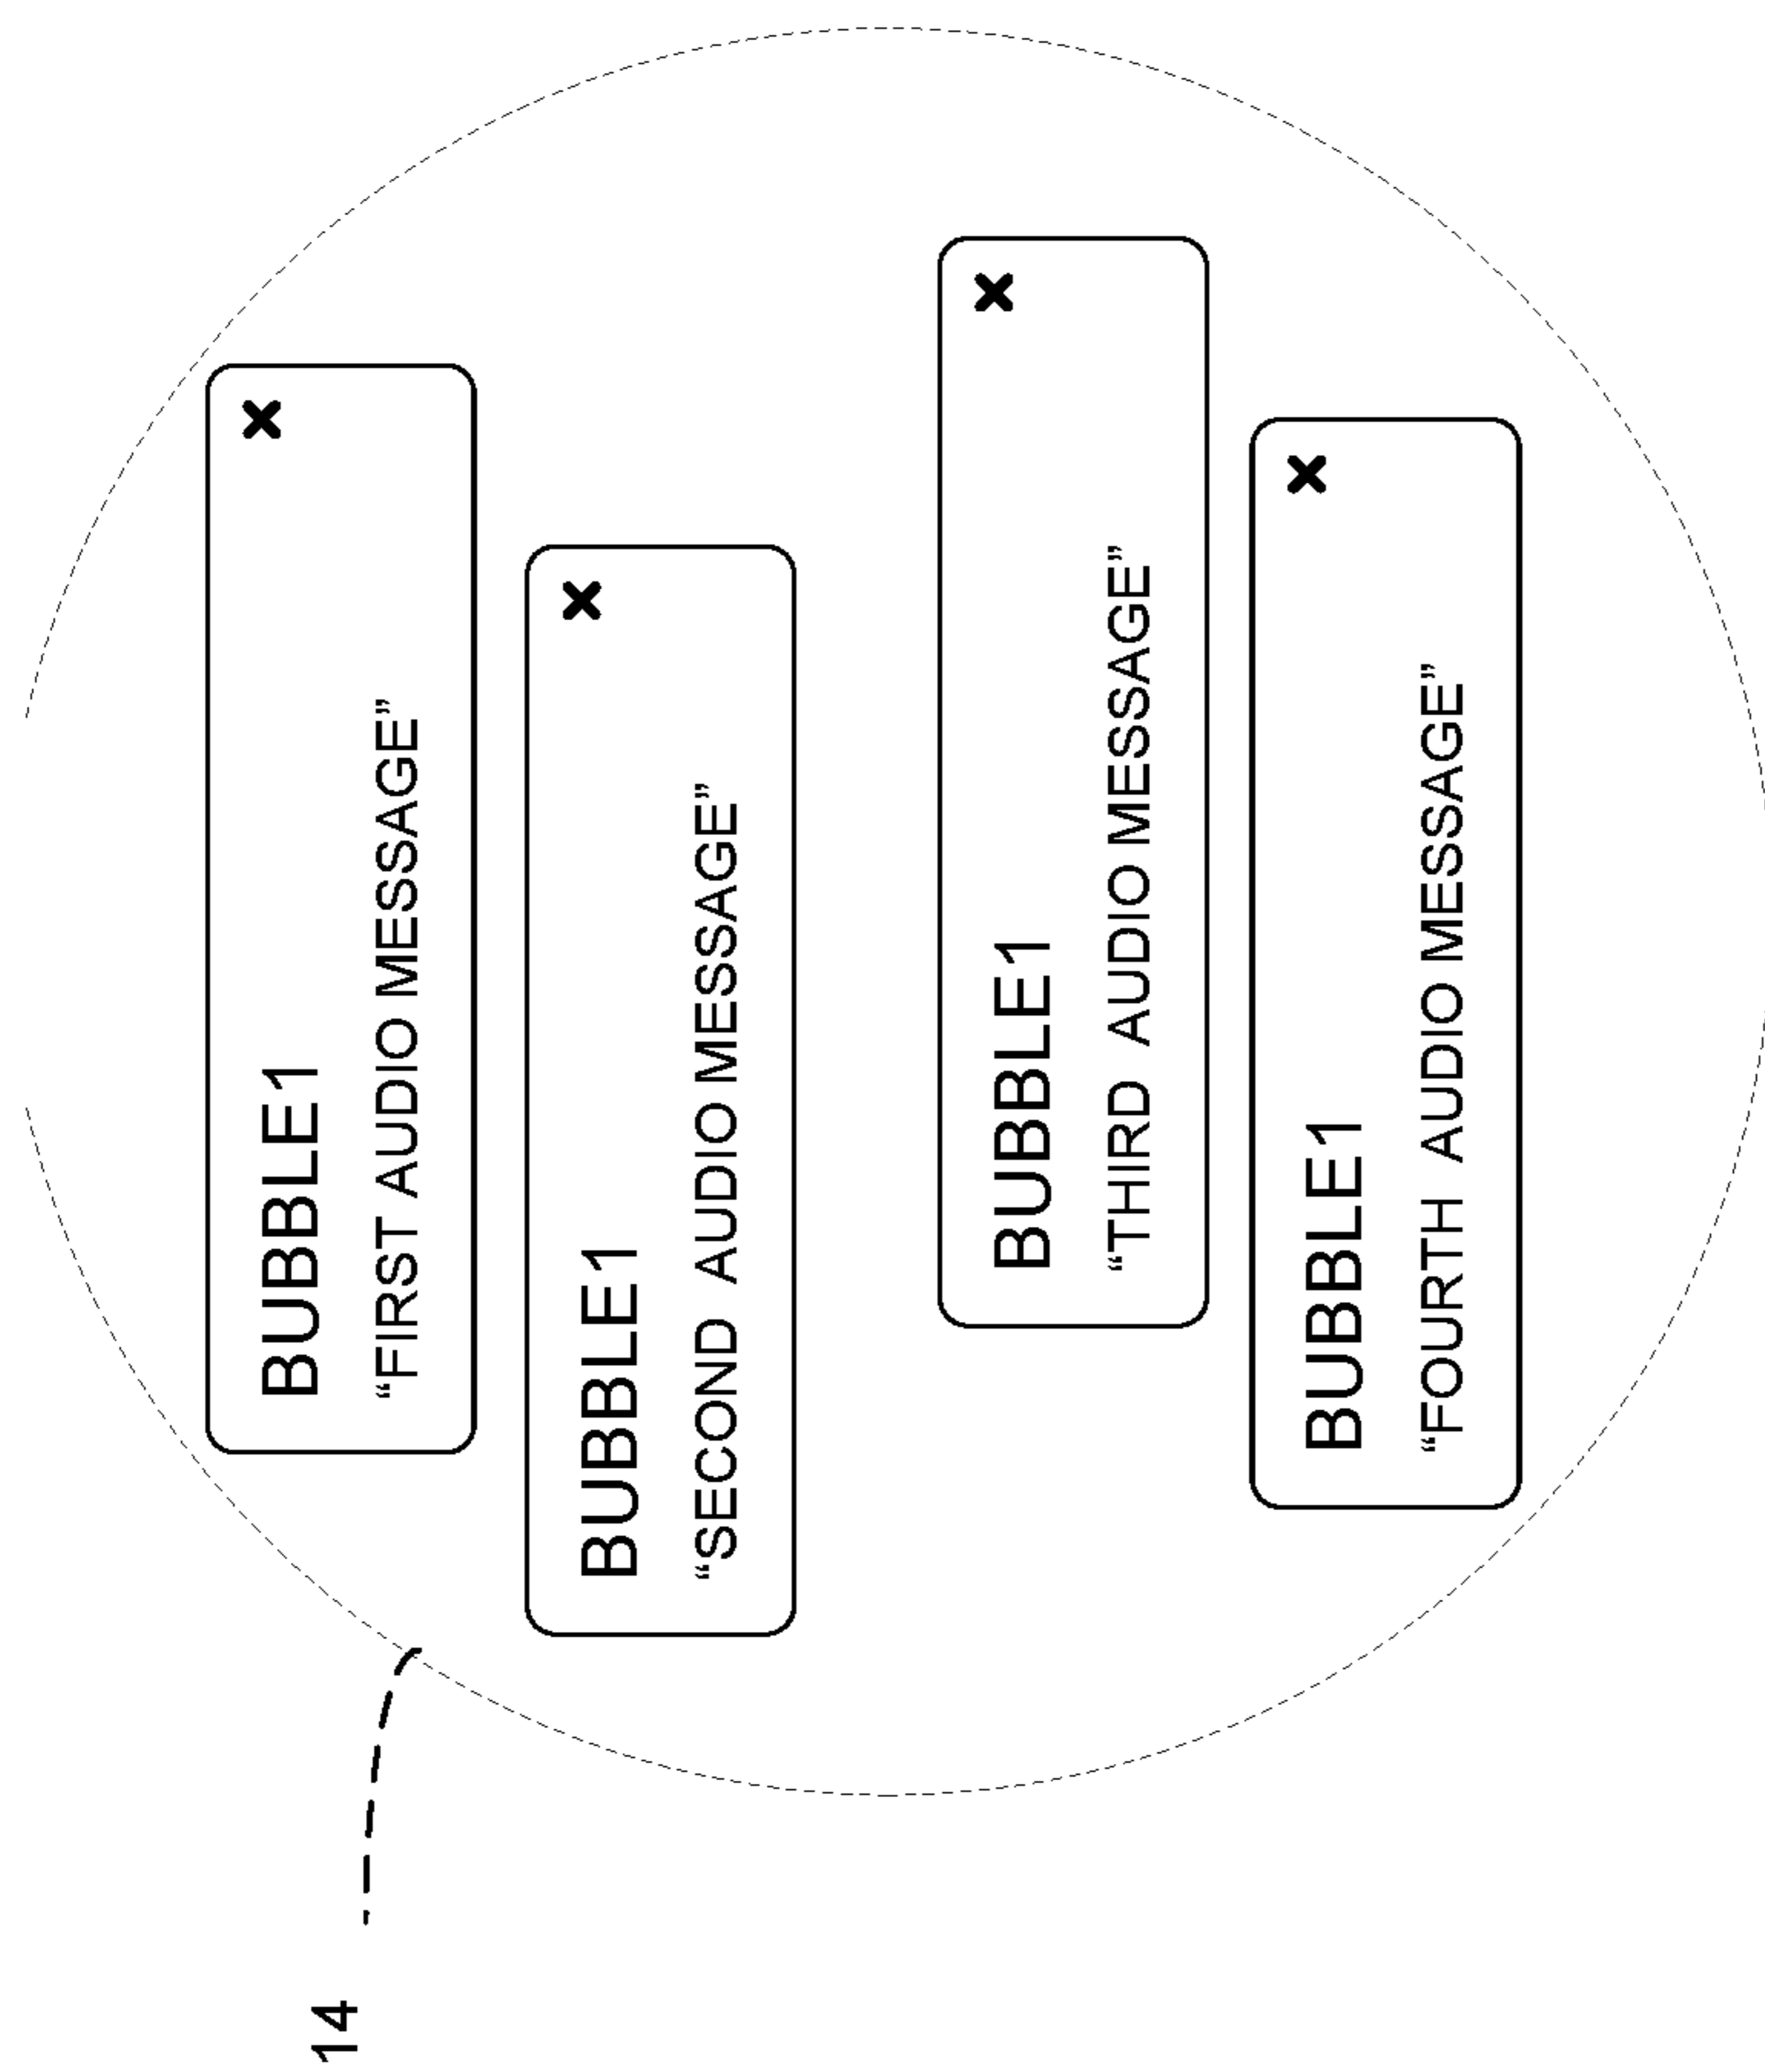 BUBBLE1
“FIRST AUDIO MESSAGE”
BUBBLE1
“SECOND AUDIO MESSAGE”
BUBBLE1
“THIRD AUDIO MESSAGE”
BUBBLE1
“FOURTH AUDIO MESSAGE”
14